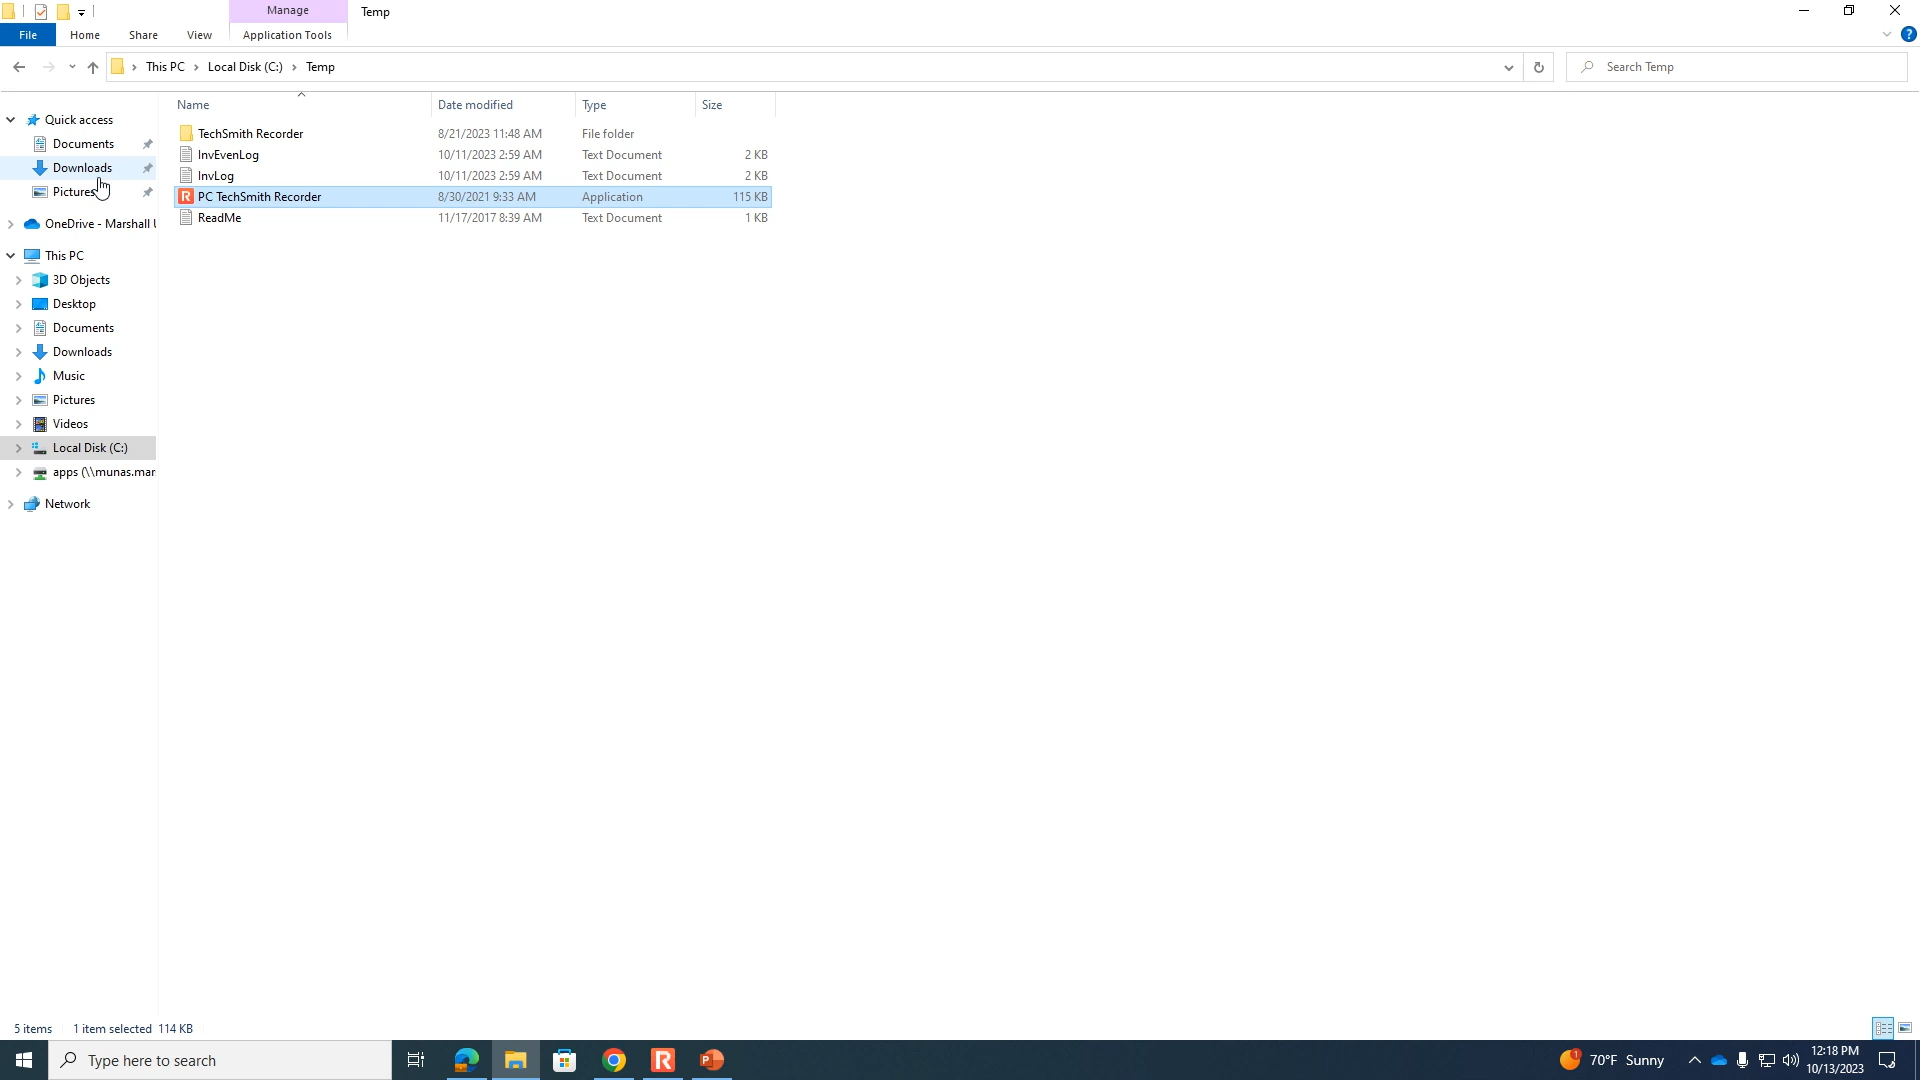 Manage
Temp
File
Home
Share
View
Application Tools
This PC
Local Disk (C:)
Temp
Search Temp
Name
Date modified
Type
Size
Quick access
Documents
Downloads
Pictures
OneDrive - Marshall
This PC
3D Objects
Desktop
Documents
Downloads
Music
Pictures
Videos
Local Disk (C:)
apps (\\munas.mar
Network
TechSmith Recorder 8/21/2023 11:48 AM File folder
InvEvenLog 10/11/2023 2:59 AM Text Document 2 KB
InvLog 10/11/2023 2:59 AM Text Document 2 KB
PC TechSmith Recorder 8/30/2021 9:33 AM Application 115 KB
ReadMe 11/17/2017 8:39 AM Text Document 1 KB
5 items 1 item selected 114 KB
Type here to search
70°F Sunny
12:18 PM
10/13/2023